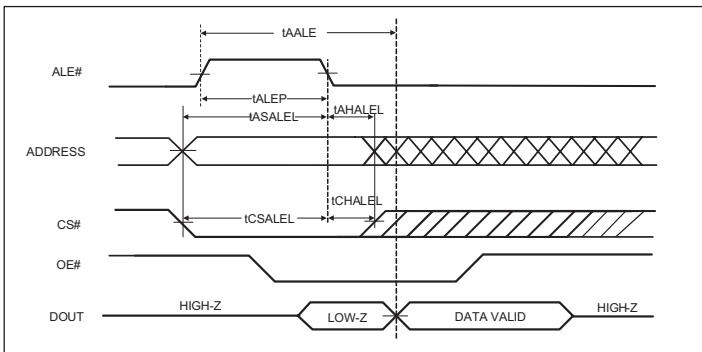 tAALE
ALE#
tALEP
tASALEL tAHALEL
ADDRESS
tCHALEL
tCSALEL
CS#
OE#
HIGH-Z HIGH-Z
DOUT LOW-Z DATA VALID